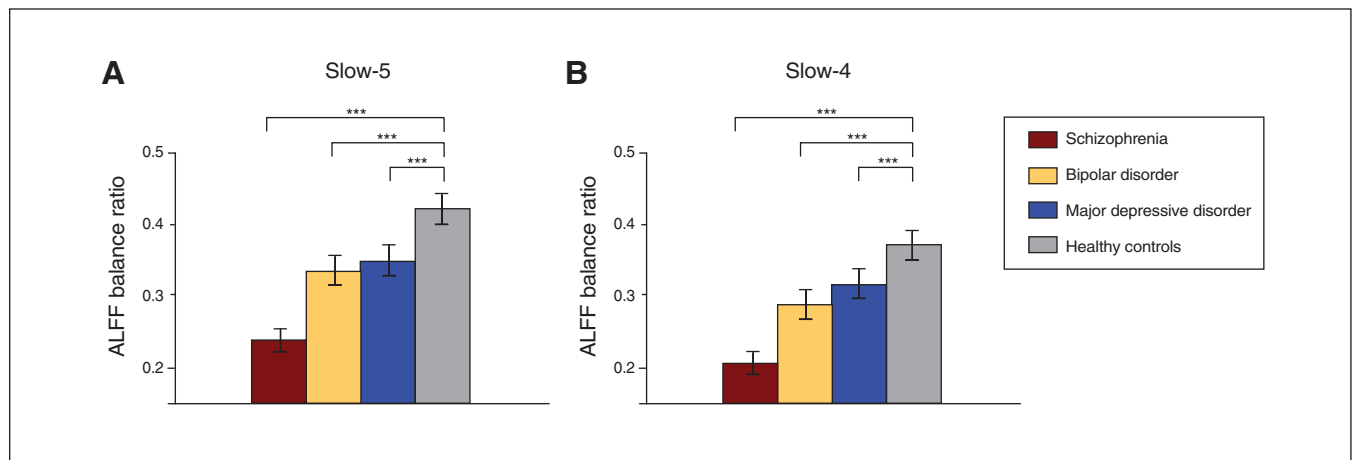 A
Slow-5
ALFF balance ratio
0.5
0.4
0.3
0.2
***
***
***
B
Slow-4
ALFF balance ratio
0.5
0.4
0.3
0.2
***
***
***
Schizophrenia
Bipolar disorder
Major depressive disorder
Healthy controls